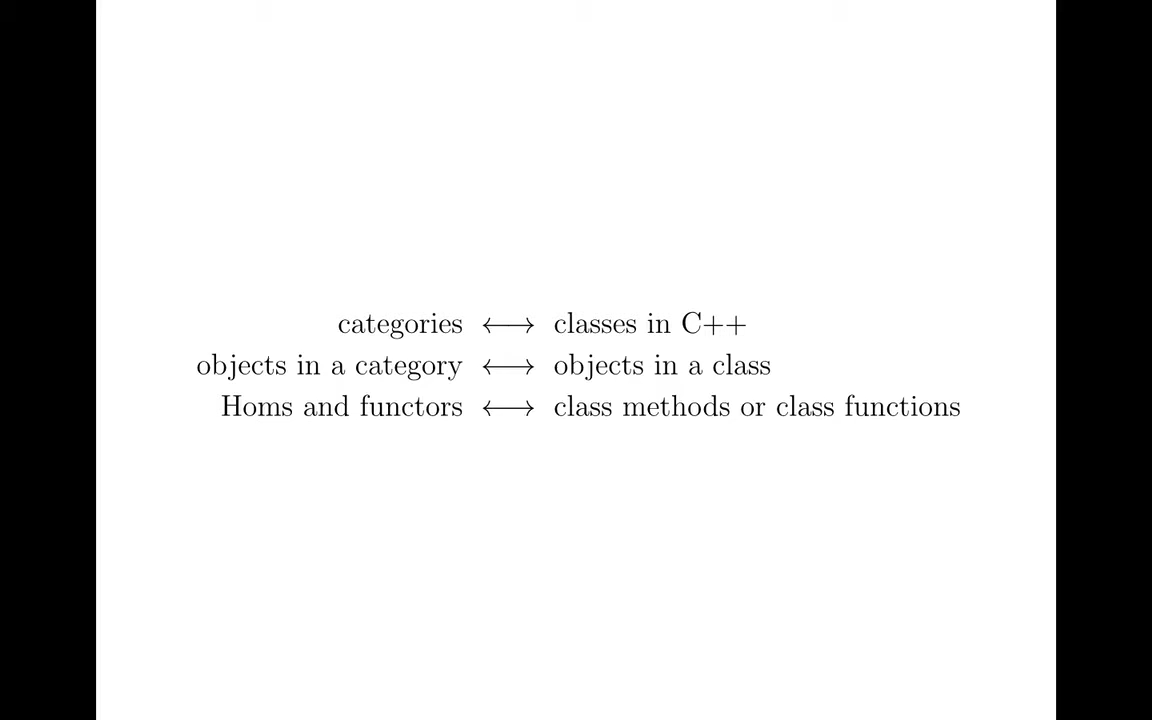 categories ⟷ classes in C++
objects in a category ⟷ objects in a class
Homs and functors ⟷ class methods or class functions